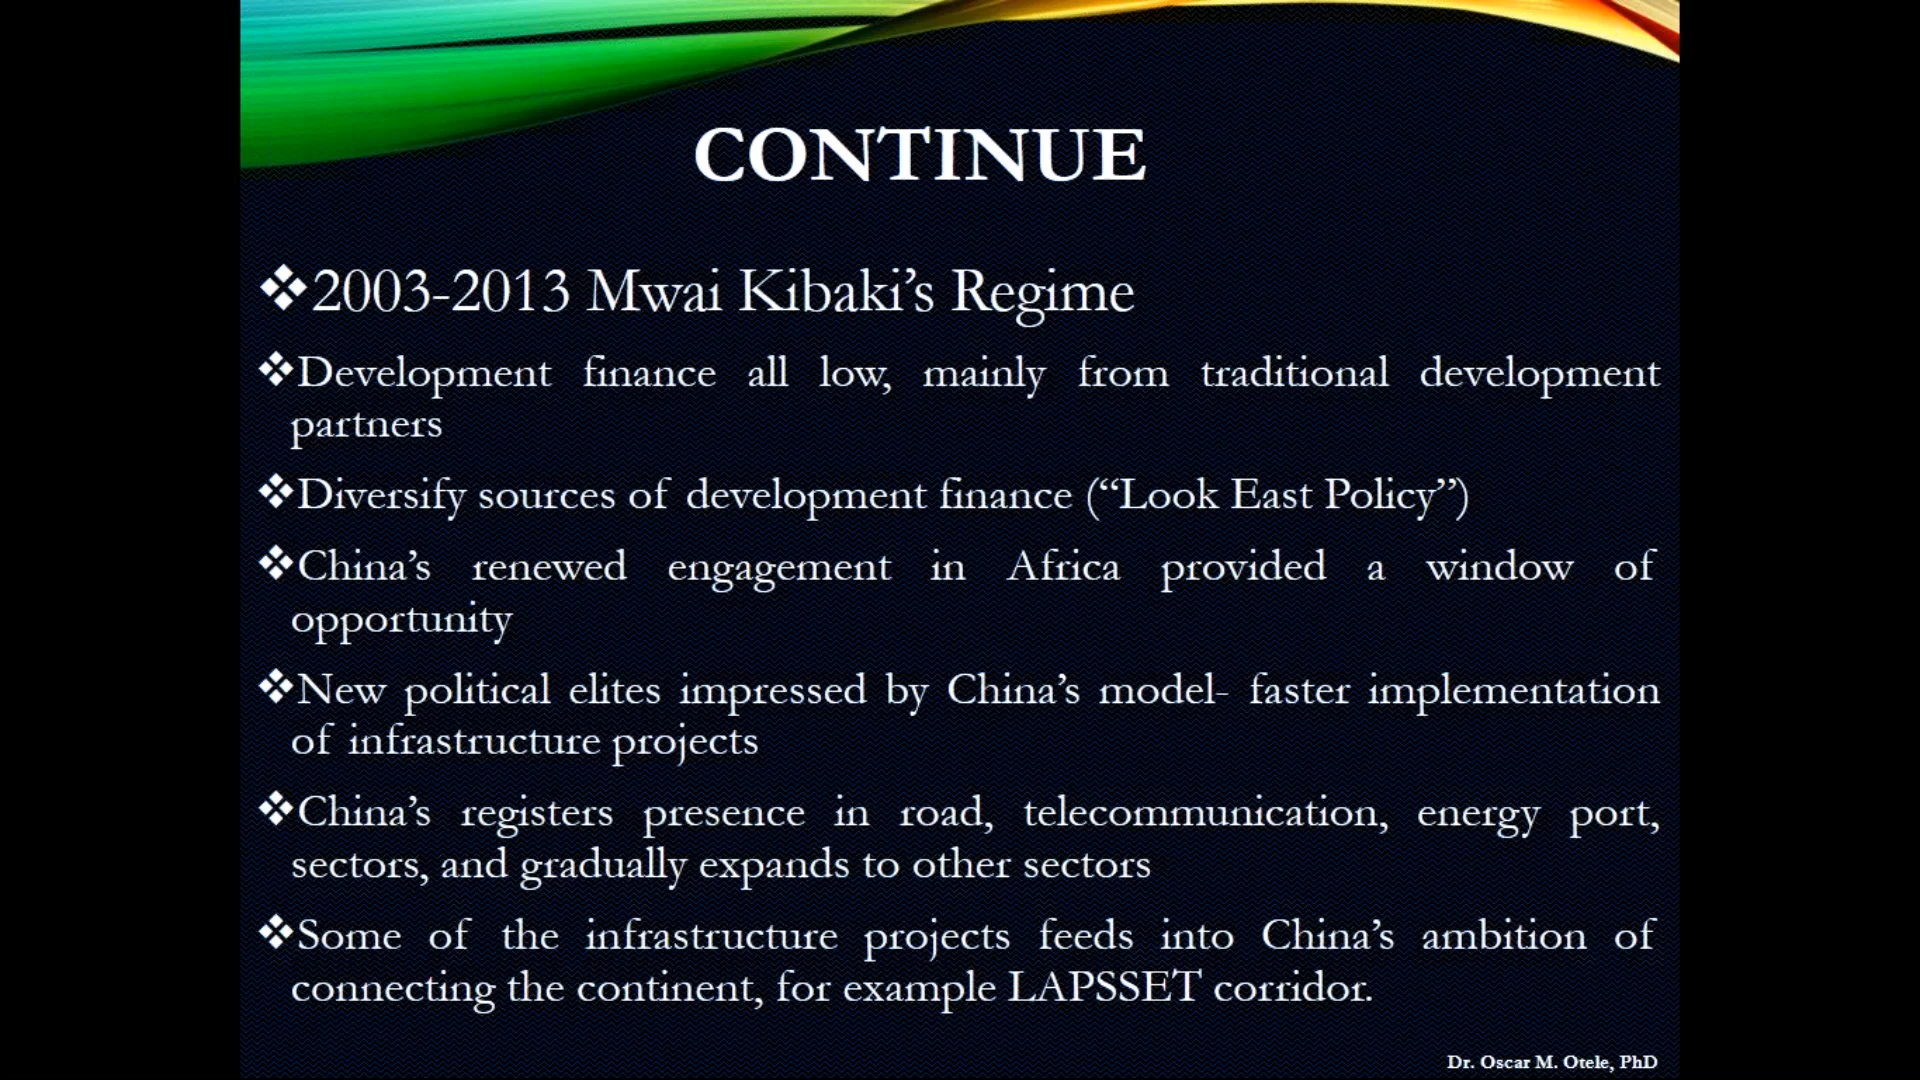 CONTINUE
❖2003-2013 Mwai Kibaki’s Regime
❖Development finance all low, mainly from traditional development
partners
❖Diversify sources of development finance (“Look East Policy”)
❖China’s renewed engagement in Africa provided a window of
opportunity
❖New political elites impressed by China’s model- faster implementation
of infrastructure projects
❖China’s registers presence in road, telecommunication, energy port,
sectors, and gradually expands to other sectors
❖Some of the infrastructure projects feeds into China’s ambition of
connecting the continent, for example LAPSSET corridor.
Dr. Oscar M. Otele, PhD